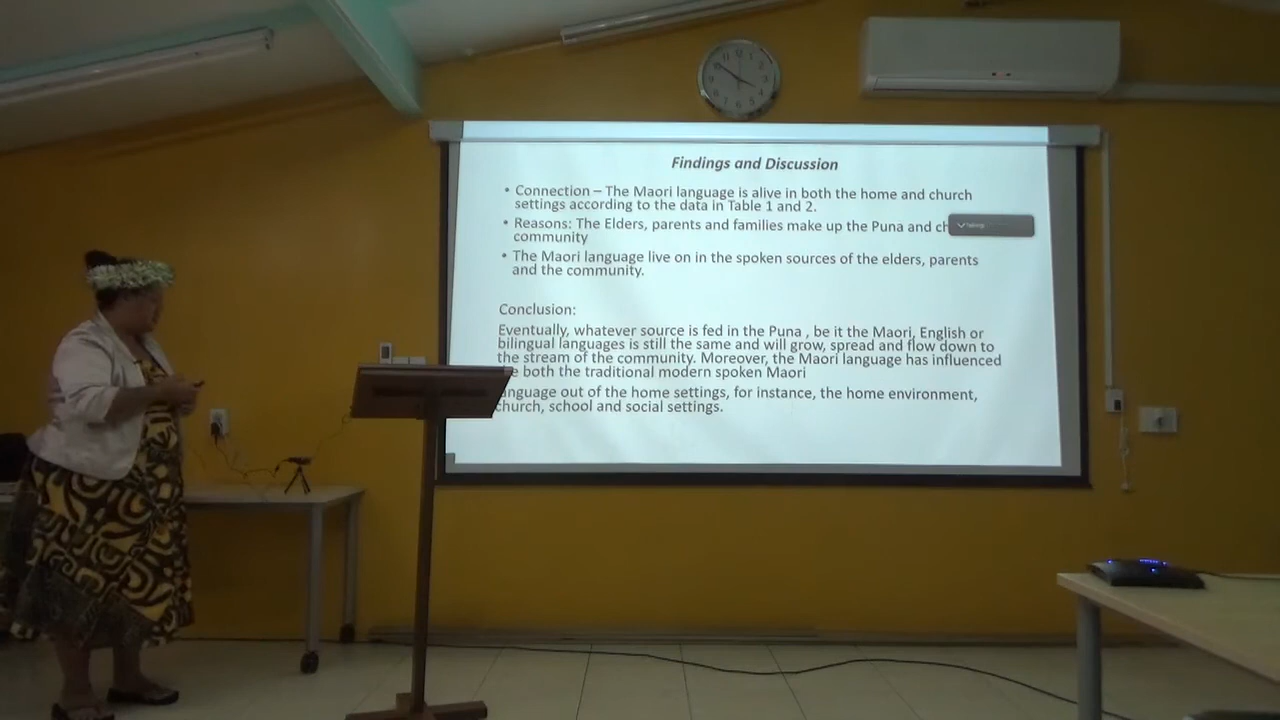 Findings and Discussion
• Connection – The Maori language is alive in both the home and church
settings according to the data in Table 1 and 2.
• Reasons: The Elders, parents and families make up the Puna and ch
community
• The Maori language live on in the spoken sources of the elders, parents
and the community.
Conclusion:
Eventually, whatever source is fed in the Puna , be it the Maori, English or
bilingual languages is still the same and will grow, spread and flow down to
the stream of the community. Moreover, the Maori language has influenced
e both the traditional modern spoken Maori
anguage out of the home settings, for instance, the home environment,
church, school and social settings.